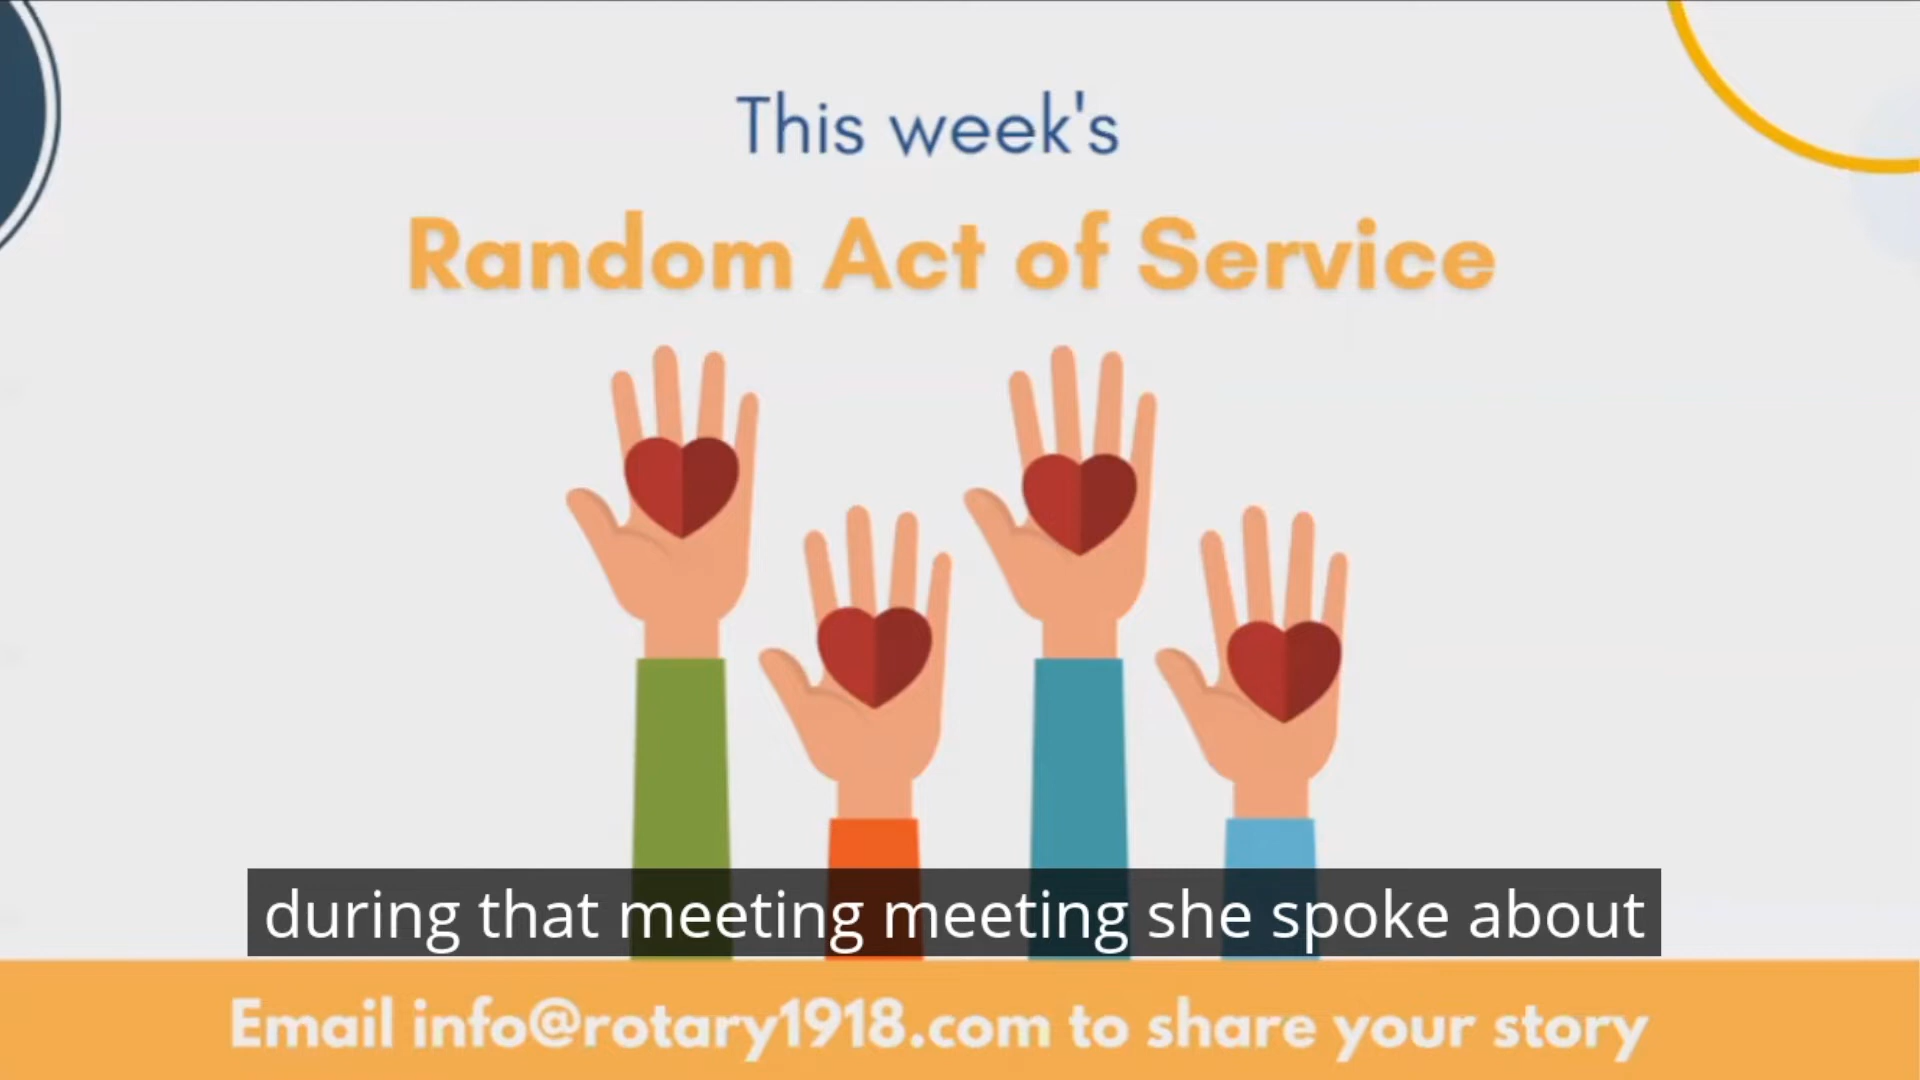 This week's
Random Act of Service
during that meeting meeting she spoke about
Email info@rotary1918.com to share your story